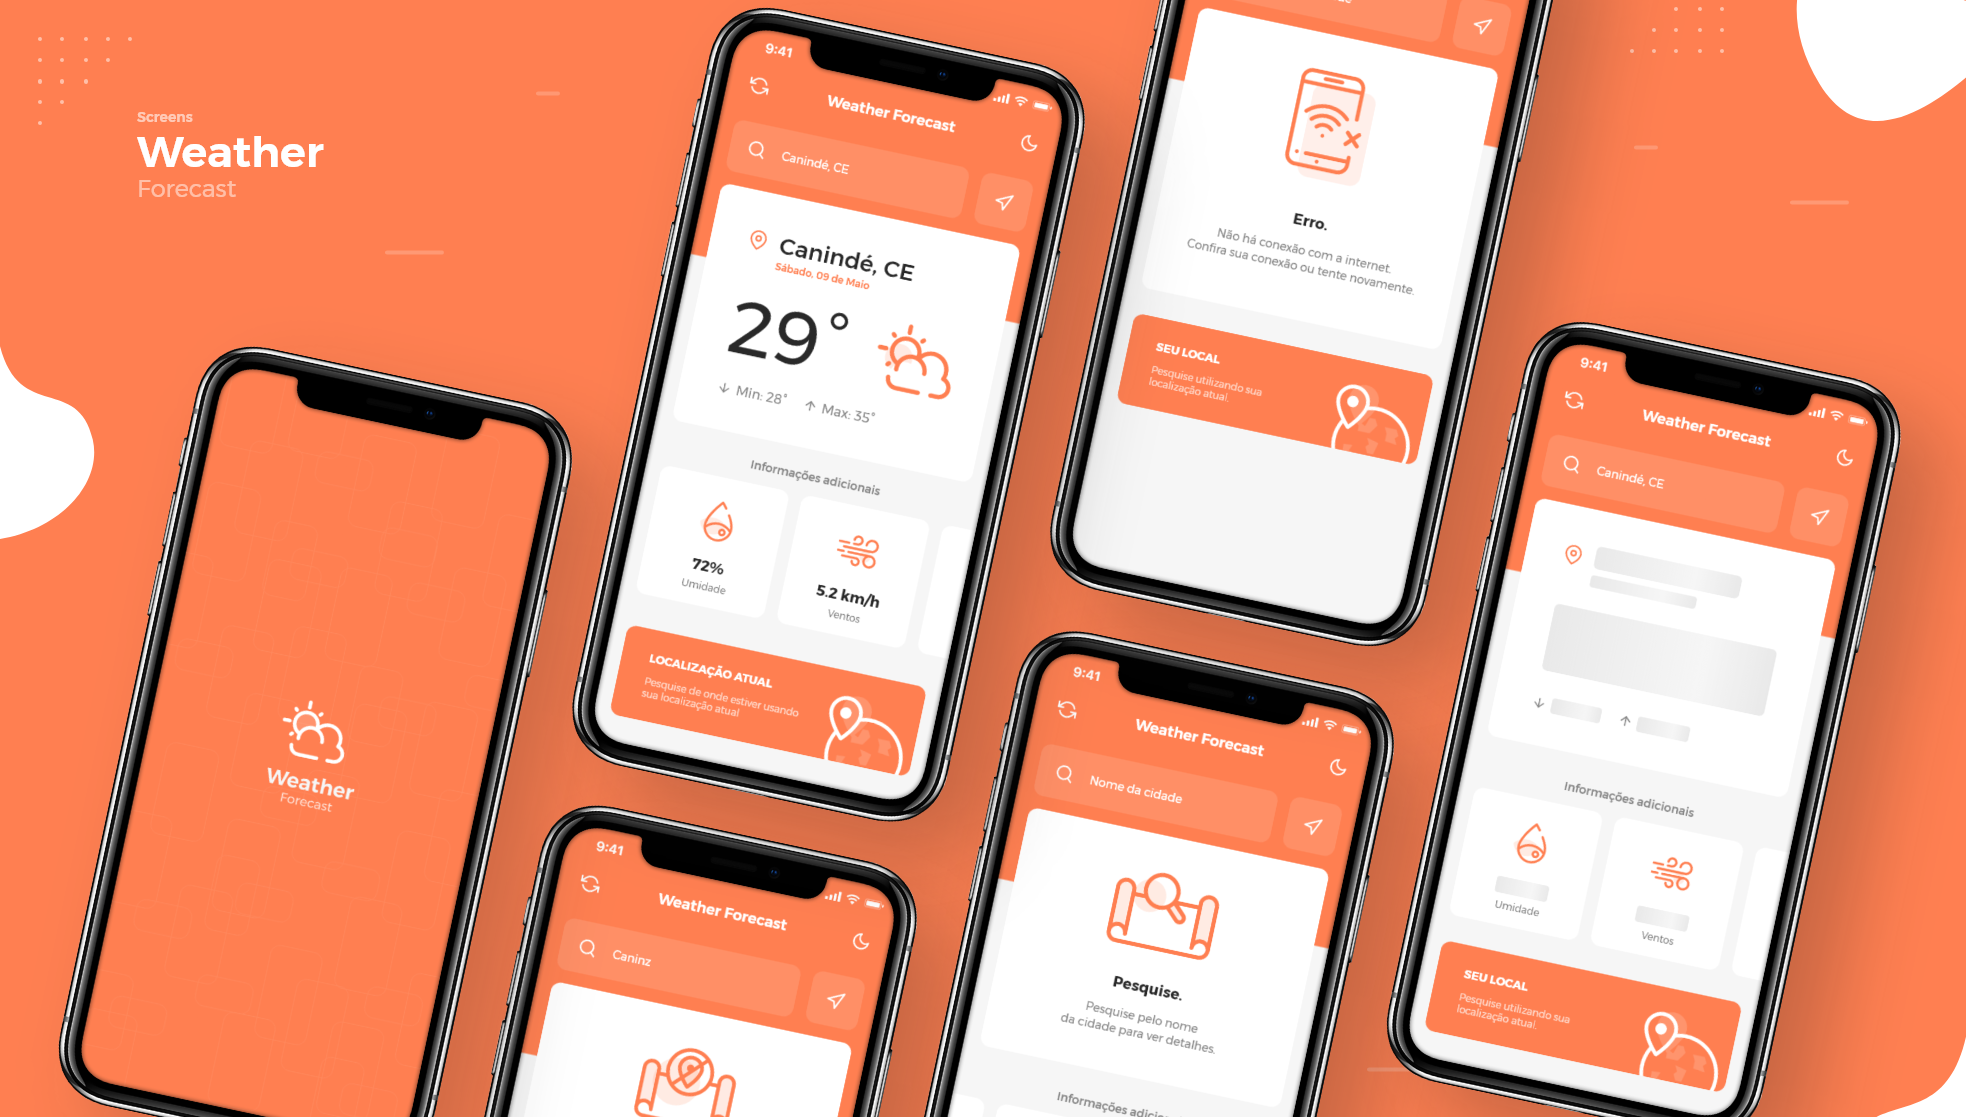 Screens
Weather
Forecast
Weather
Forecast
9:41
Weather Forecast
Canindé, CE
Canindé, CE
Sábado, 09 de Maio
29°
Min: 28° Max: 35°
Informações adicionais
72%
Umidade
5.2 km/h
Ventos
LOCALIZAÇÃO ATUAL
Pesquise de onde estiver usando
sua localização atual
9:41
Weather Forecast
Caninz
Erro.
Não há conexão com a internet.
Confira sua conexão ou tente novamente.
SEU LOCAL
Pesquise utilizando sua
localização atual.
9:41
Weather Forecast
Nome da cidade
Pesquise.
Pesquise pelo nome
da cidade para ver detalhes.
Informações
9:41
Weather Forecast
Canindé, CE
Informações adicionais
Umidade
Ventos
SEU LOCAL
Pesquise utilizando sua
localização atual.